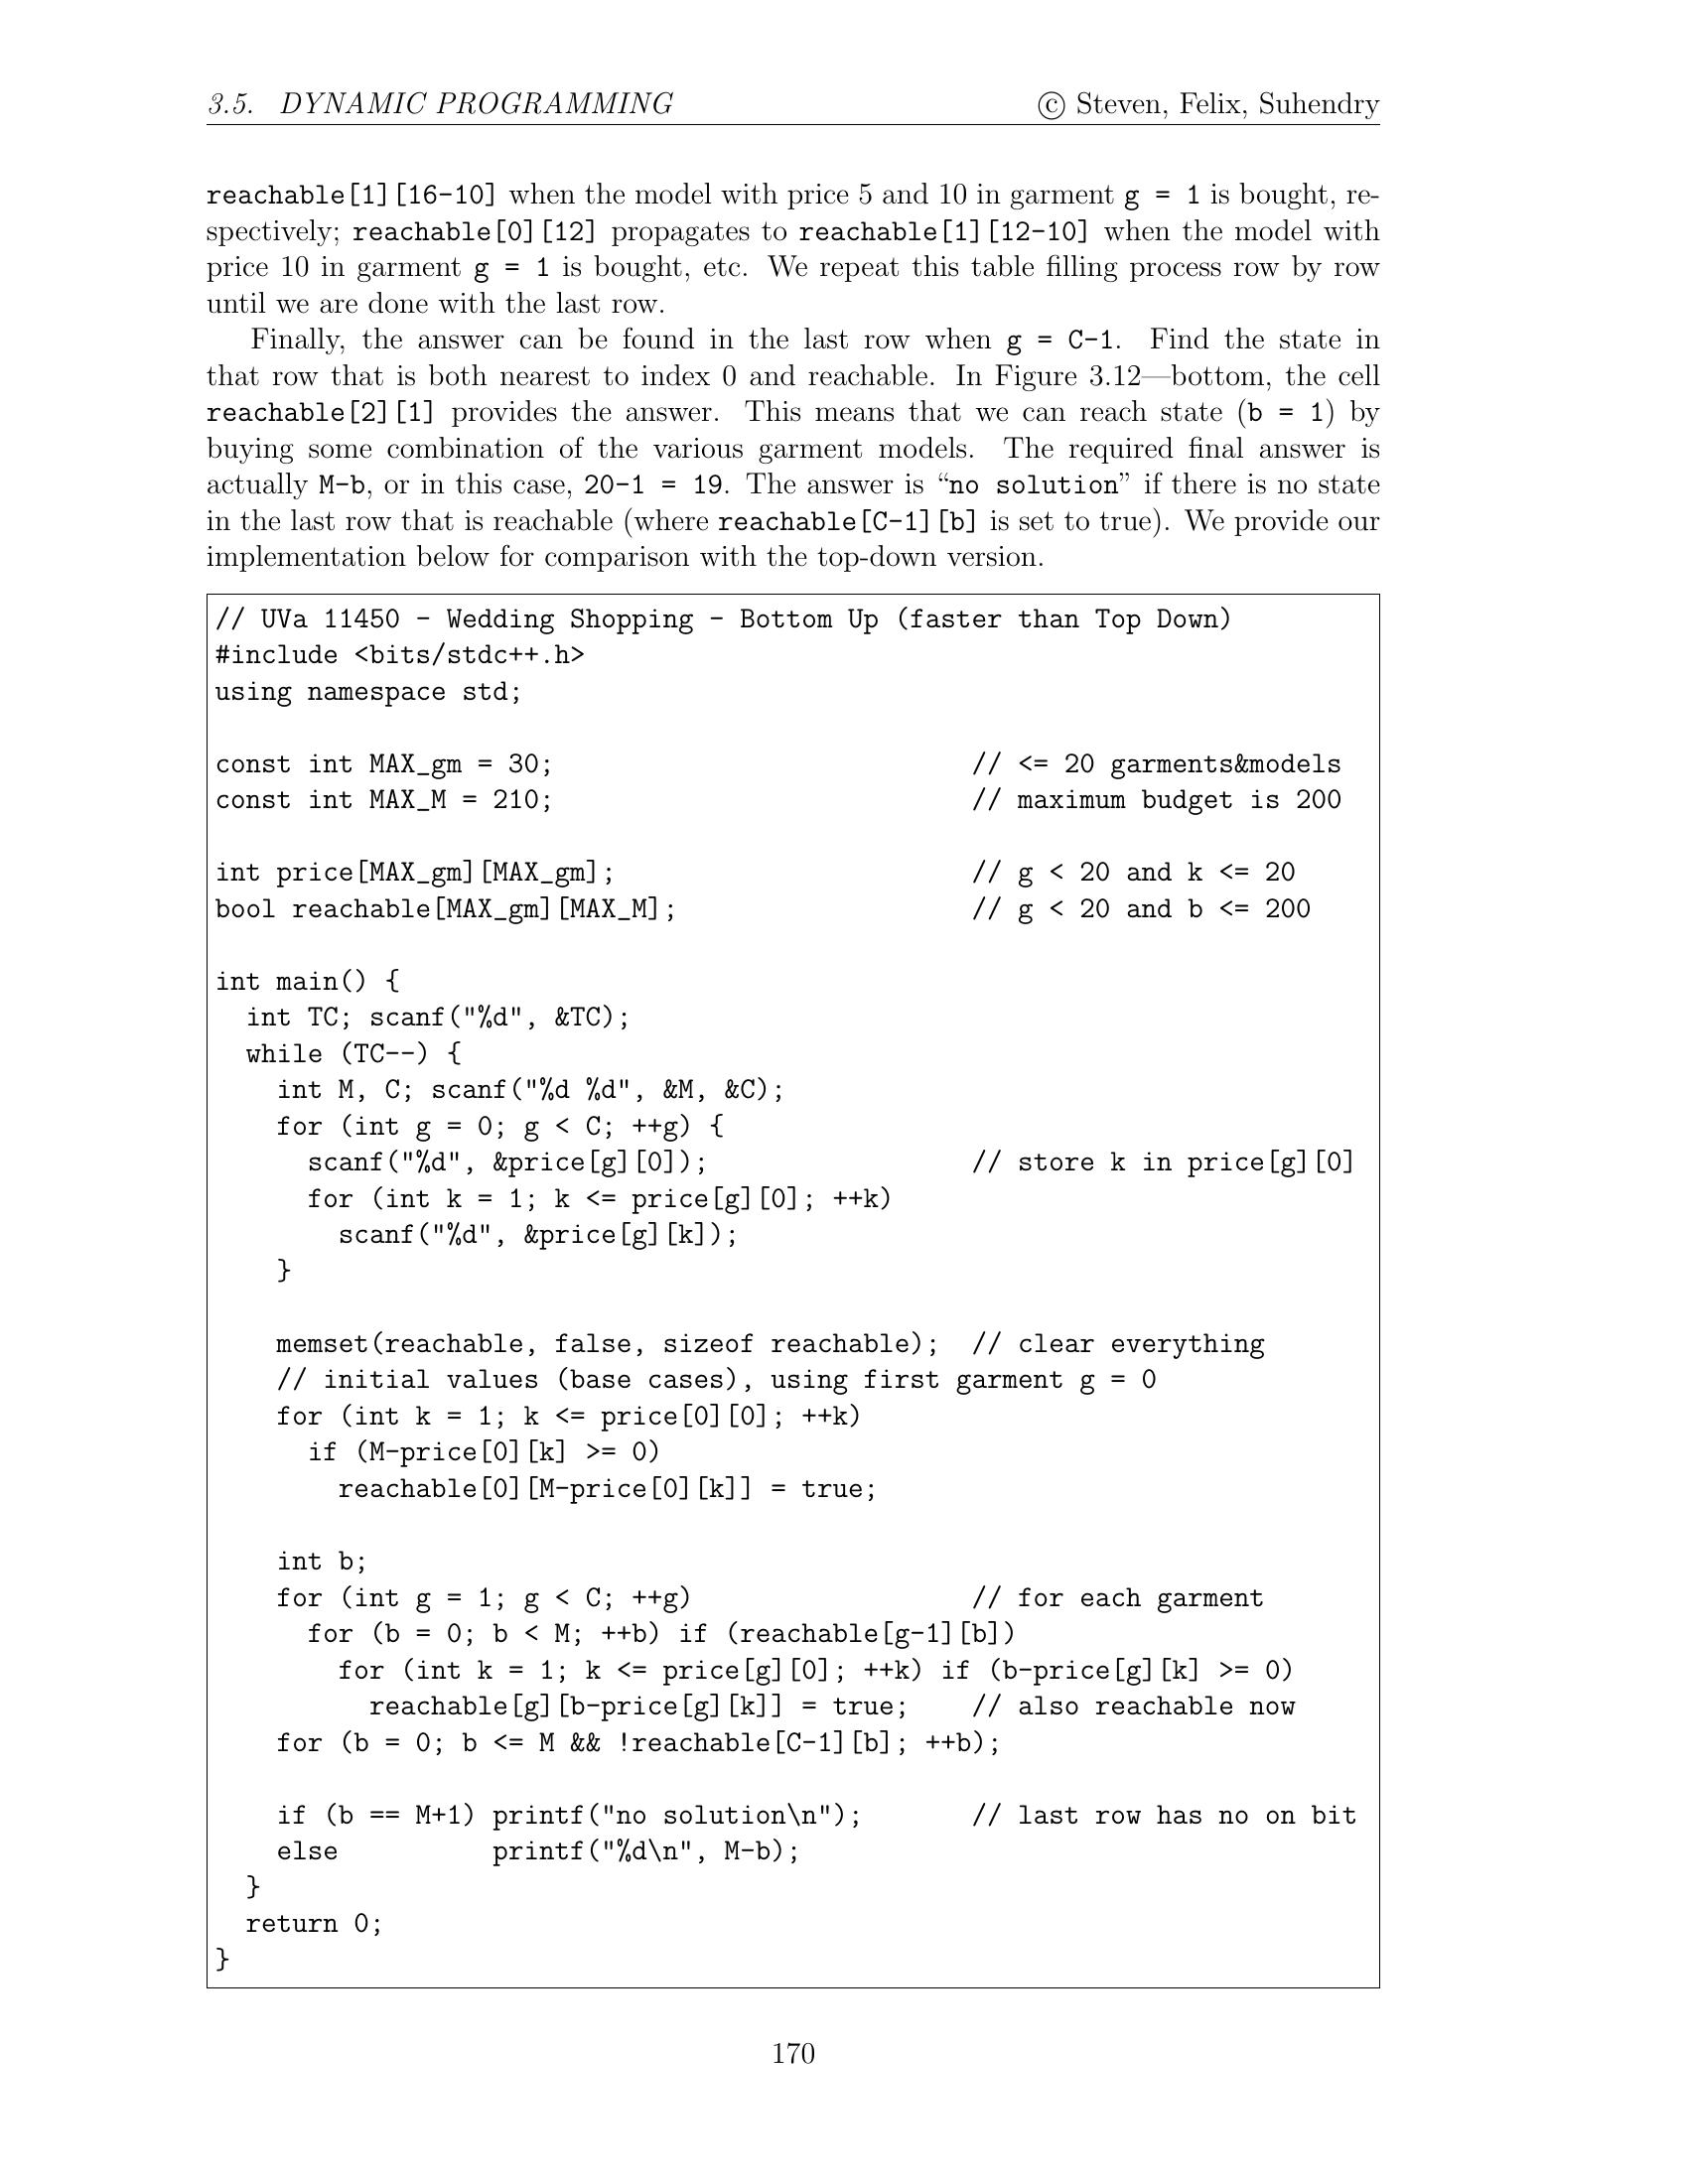 3.5. DYNAMIC PROGRAMMING © Steven, Felix, Suhendry
reachable[1][16-10] when the model with price 5 and 10 in garment g = 1 is bought, re-
spectively; reachable[0][12] propagates to reachable[1][12-10] when the model with
price 10 in garment g = 1 is bought, etc. We repeat this table filling process row by row
until we are done with the last row.
Finally, the answer can be found in the last row when g = C-1. Find the state in
that row that is both nearest to index 0 and reachable. In Figure 3.12—bottom, the cell
reachable[2][1] provides the answer. This means that we can reach state (b = 1) by
buying some combination of the various garment models. The required final answer is
actually M-b, or in this case, 20-1 = 19. The answer is “no solution” if there is no state
in the last row that is reachable (where reachable[C-1][b] is set to true). We provide our
implementation below for comparison with the top-down version.
// UVa 11450 - Wedding Shopping - Bottom Up (faster than Top Down)
#include <bits/stdc++.h>
using namespace std;
const int MAX_gm = 30; // <= 20 garments&models
const int MAX_M = 210; // maximum budget is 200
int price[MAX_gm][MAX_gm]; // g < 20 and k <= 20
bool reachable[MAX_gm][MAX_M]; // g < 20 and b <= 200
int main() {
  int TC; scanf("%d", &TC);
  while (TC--) {
    int M, C; scanf("%d %d", &M, &C);
    for (int g = 0; g < C; ++g) {
      scanf("%d", &price[g][0]); // store k in price[g][0]
      for (int k = 1; k <= price[g][0]; ++k)
        scanf("%d", &price[g][k]);
    }
    memset(reachable, false, sizeof reachable); // clear everything
    // initial values (base cases), using first garment g = 0
    for (int k = 1; k <= price[0][0]; ++k)
      if (M-price[0][k] >= 0)
        reachable[0][M-price[0][k]] = true;
    int b;
    for (int g = 1; g < C; ++g) // for each garment
      for (b = 0; b < M; ++b) if (reachable[g-1][b])
        for (int k = 1; k <= price[g][0]; ++k) if (b-price[g][k] >= 0)
          reachable[g][b-price[g][k]] = true; // also reachable now
    for (b = 0; b <= M && !reachable[C-1][b]; ++b);
    if (b == M+1) printf("no solution\n"); // last row has no on bit
    else printf("%d\n", M-b);
  }
  return 0;
}
170